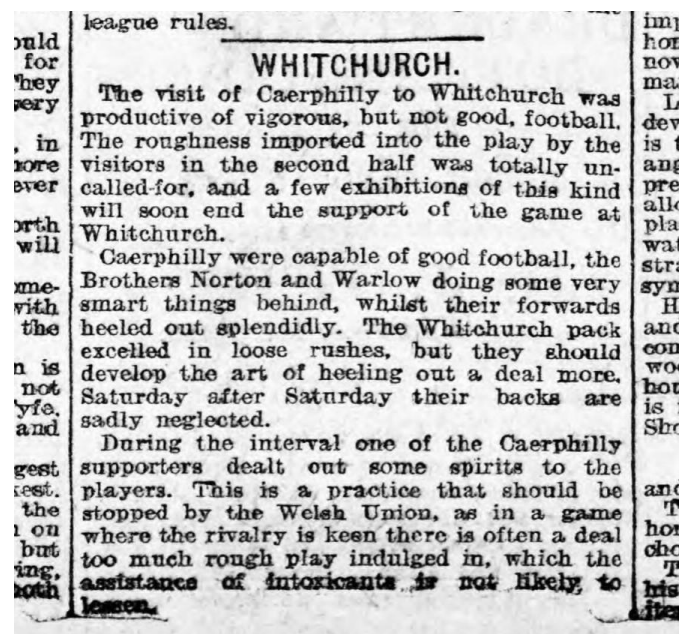 league rules.
WHITCHURCH.
The visit of Caerphilly to Whitchurch was
productive of vigorous, but not good, football.
The roughness imported into the play by the
visitors in the second half was totally un-
called-for, and a few exhibitions of this kind
will soon end the support of the game at
Whitchurch.
Caerphilly were capable of good football, the
Brothers Norton and Warlow doing some very
smart things behind, whilst their forwards
heeled out splendidly. The Whitchurch pack
excelled in loose rushes, but they should
develop the art of heeling out a deal more.
Saturday after Saturday their backs are
sadly neglected.
During the interval one of the Caerphilly
supporters dealt out some spirits to the
players. This is a practice that should be
stopped by the Welsh Union, as in a game
where the rivalry is keen there is often a deal
too much rough play indulged in, which the
assistance of intoxicants is not likely to
lessen.